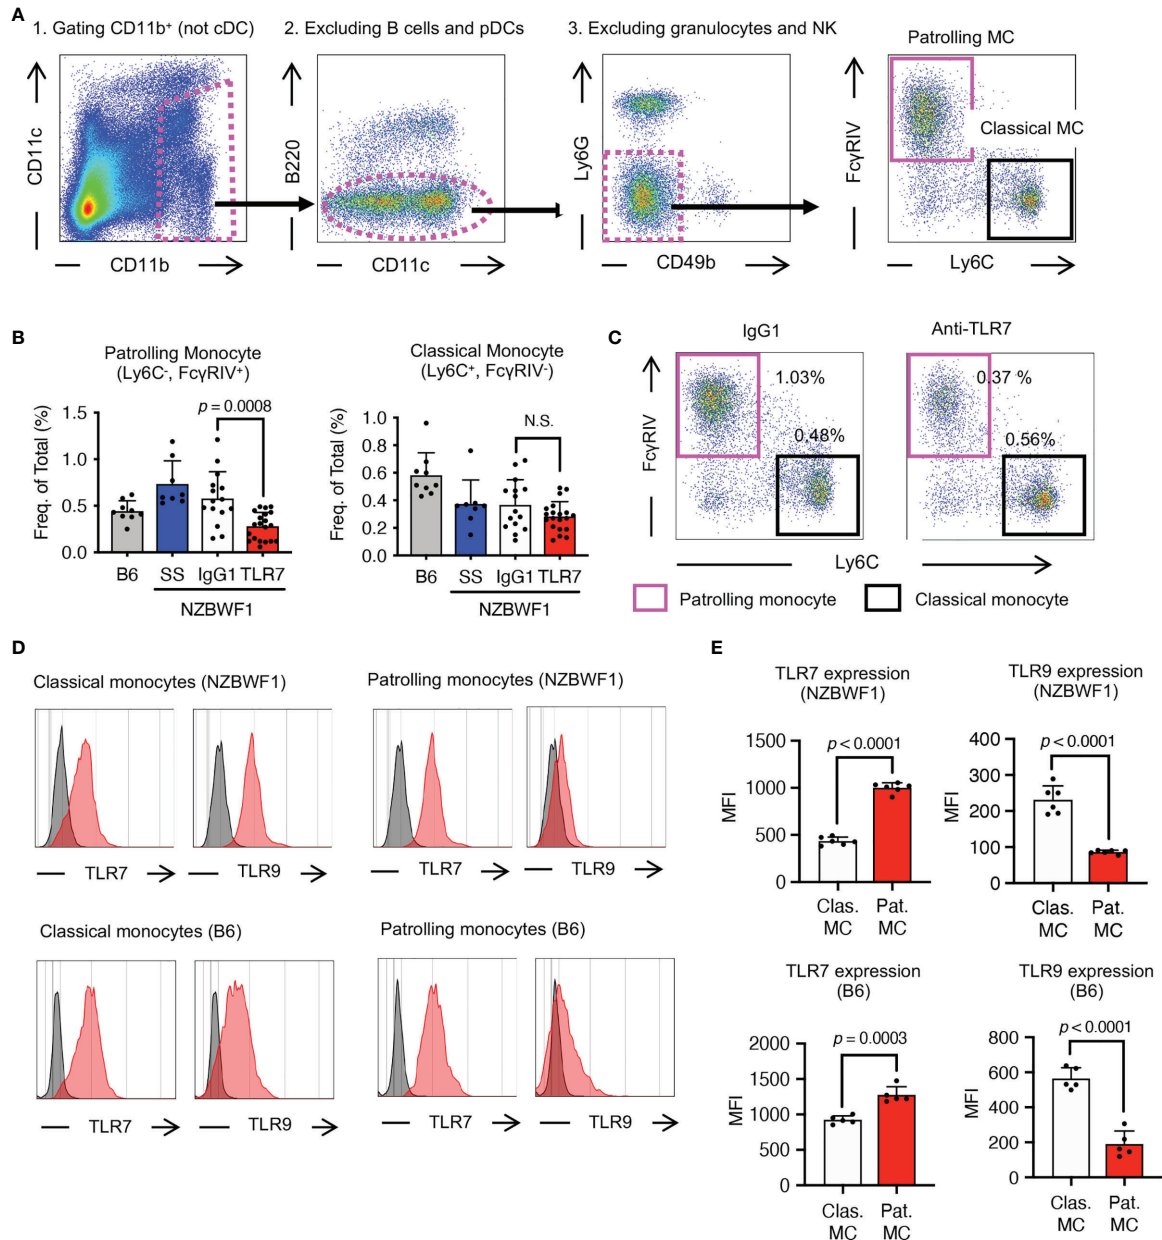 A
1. Gating CD11b⁺ (not cDC)
2. Excluding B cells and pDCs
3. Excluding granulocytes and NK
Patrolling MC
Classical MC
CD11c
CD11b
B220
CD11c
Ly6G
CD49b
FcγRIV
Ly6C
B
Patrolling Monocyte
(Ly6C⁻, FcγRIV⁺)
p = 0.0008
Freq. of Total (%)
1.5
1.0
0.5
0.0
B6 SS IgG1 TLR7
NZBWF1
Classical Monocyte
(Ly6C⁺, FcγRIV⁻)
N.S.
Freq. of Total (%)
1.0
0.8
0.6
0.4
0.2
0.0
B6 SS IgG1 TLR7
NZBWF1
C
IgG1
Anti-TLR7
1.03%
0.48%
0.37 %
0.56%
FcγRIV
Ly6C
Patrolling monocyte
Classical monocyte
D
Classical monocytes (NZBWF1)
TLR7
TLR9
Patrolling monocytes (NZBWF1)
TLR7
TLR9
Classical monocytes (B6)
TLR7
TLR9
Patrolling monocytes (B6)
TLR7
TLR9
E
TLR7 expression
(NZBWF1)
p < 0.0001
MFI
1500
1000
500
0
Clas. Pat.
MC MC
TLR9 expression
(NZBWF1)
p < 0.0001
MFI
400
300
200
100
0
Clas. Pat.
MC MC
TLR7 expression
(B6)
p = 0.0003
MFI
2000
1500
1000
500
0
Clas. Pat.
MC MC
TLR9 expression
(B6)
p < 0.0001
MFI
800
600
400
200
0
Clas. Pat.
MC MC